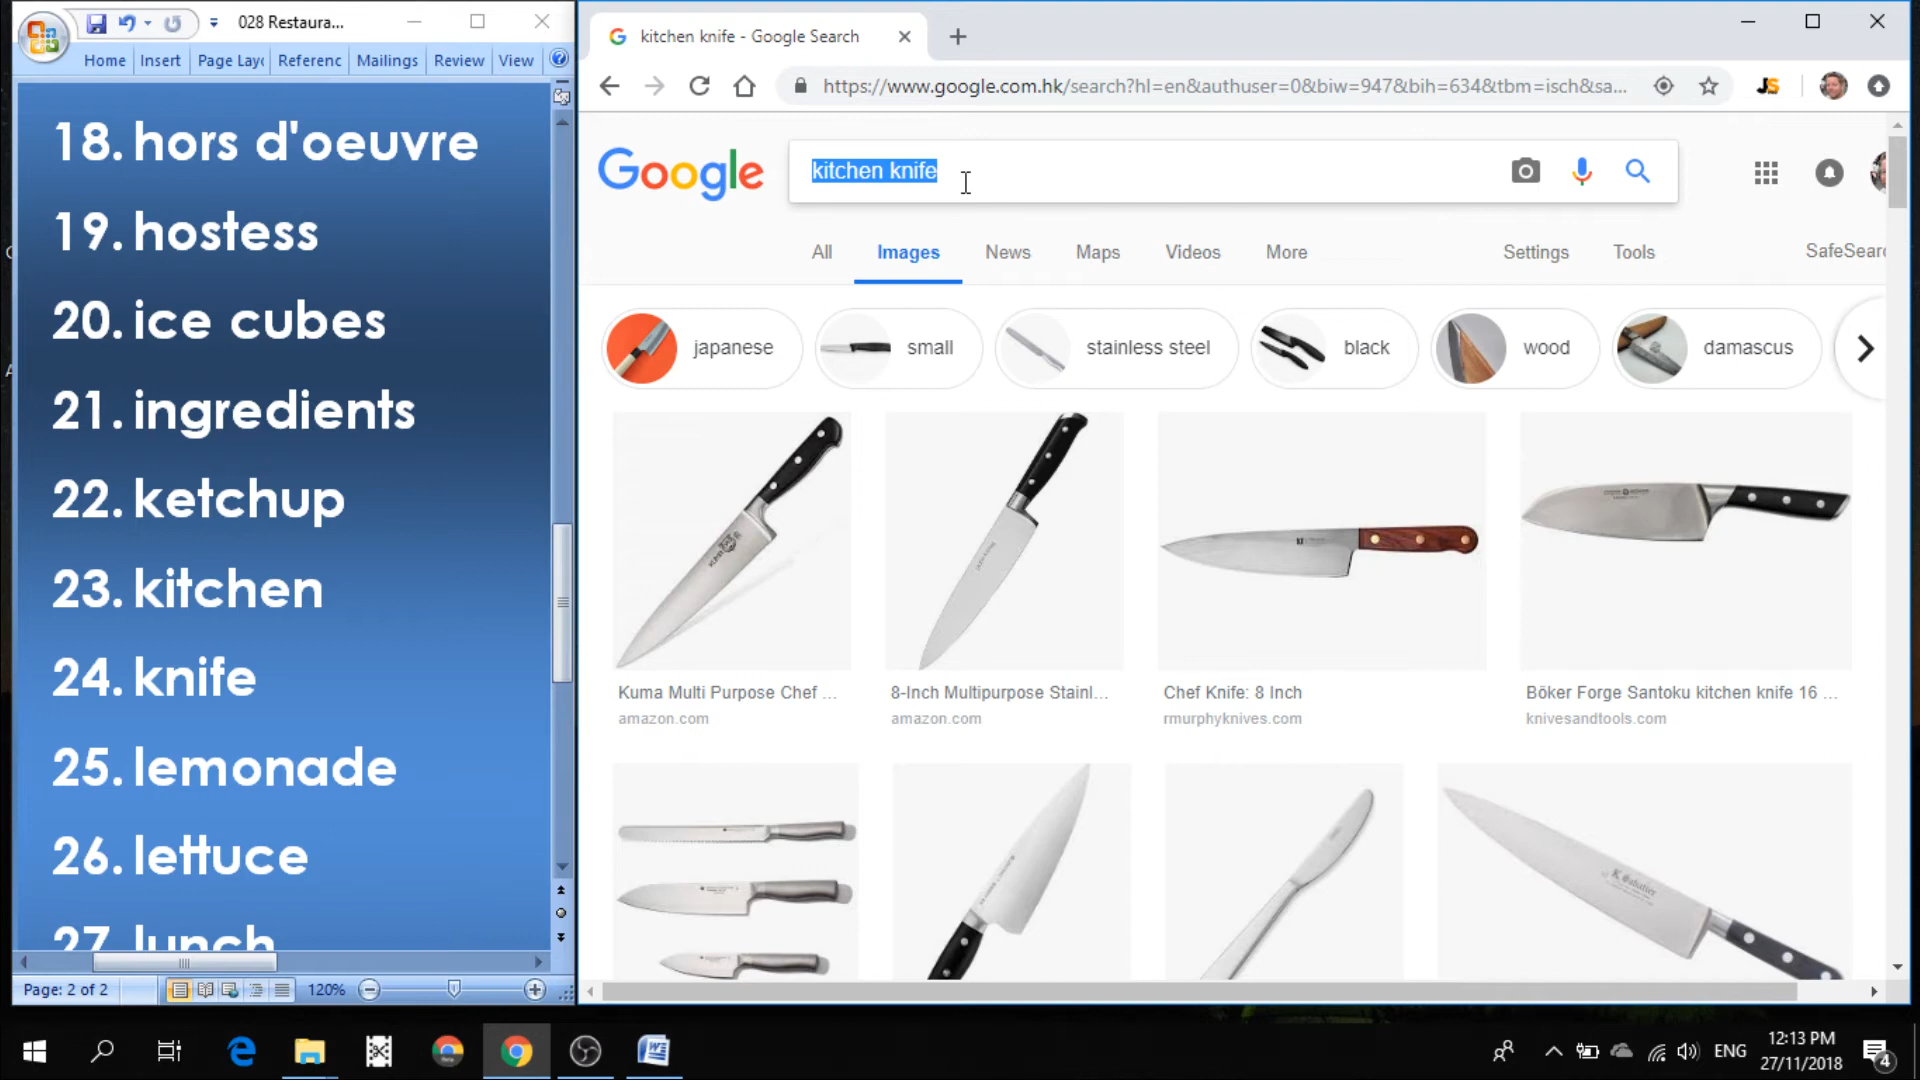 028 Restaura...
Home Insert Page Layo Referenc Mailings Review View
18. hors d'oeuvre
19. hostess
20. ice cubes
21. ingredients
22. ketchup
23. kitchen
24. knife
25. lemonade
26. lettuce
27. lunch
Page: 2 of 2
120%
kitchen knife - Google Search
https://www.google.com.hk/search?hl=en&authuser=0&biw=947&bih=634&tbm=isch&sa...
JS
Google
kitchen knife
All Images News Maps Videos More Settings Tools SafeSear
japanese small stainless steel black wood damascus
Kuma Multi Purpose Chef ...
amazon.com
8-Inch Multipurpose Stainl...
amazon.com
Chef Knife: 8 Inch
rmurphyknives.com
Böker Forge Santoku kitchen knife 16 ...
knivesandtools.com
K Sabatier
ENG
12:13 PM
27/11/2018
4